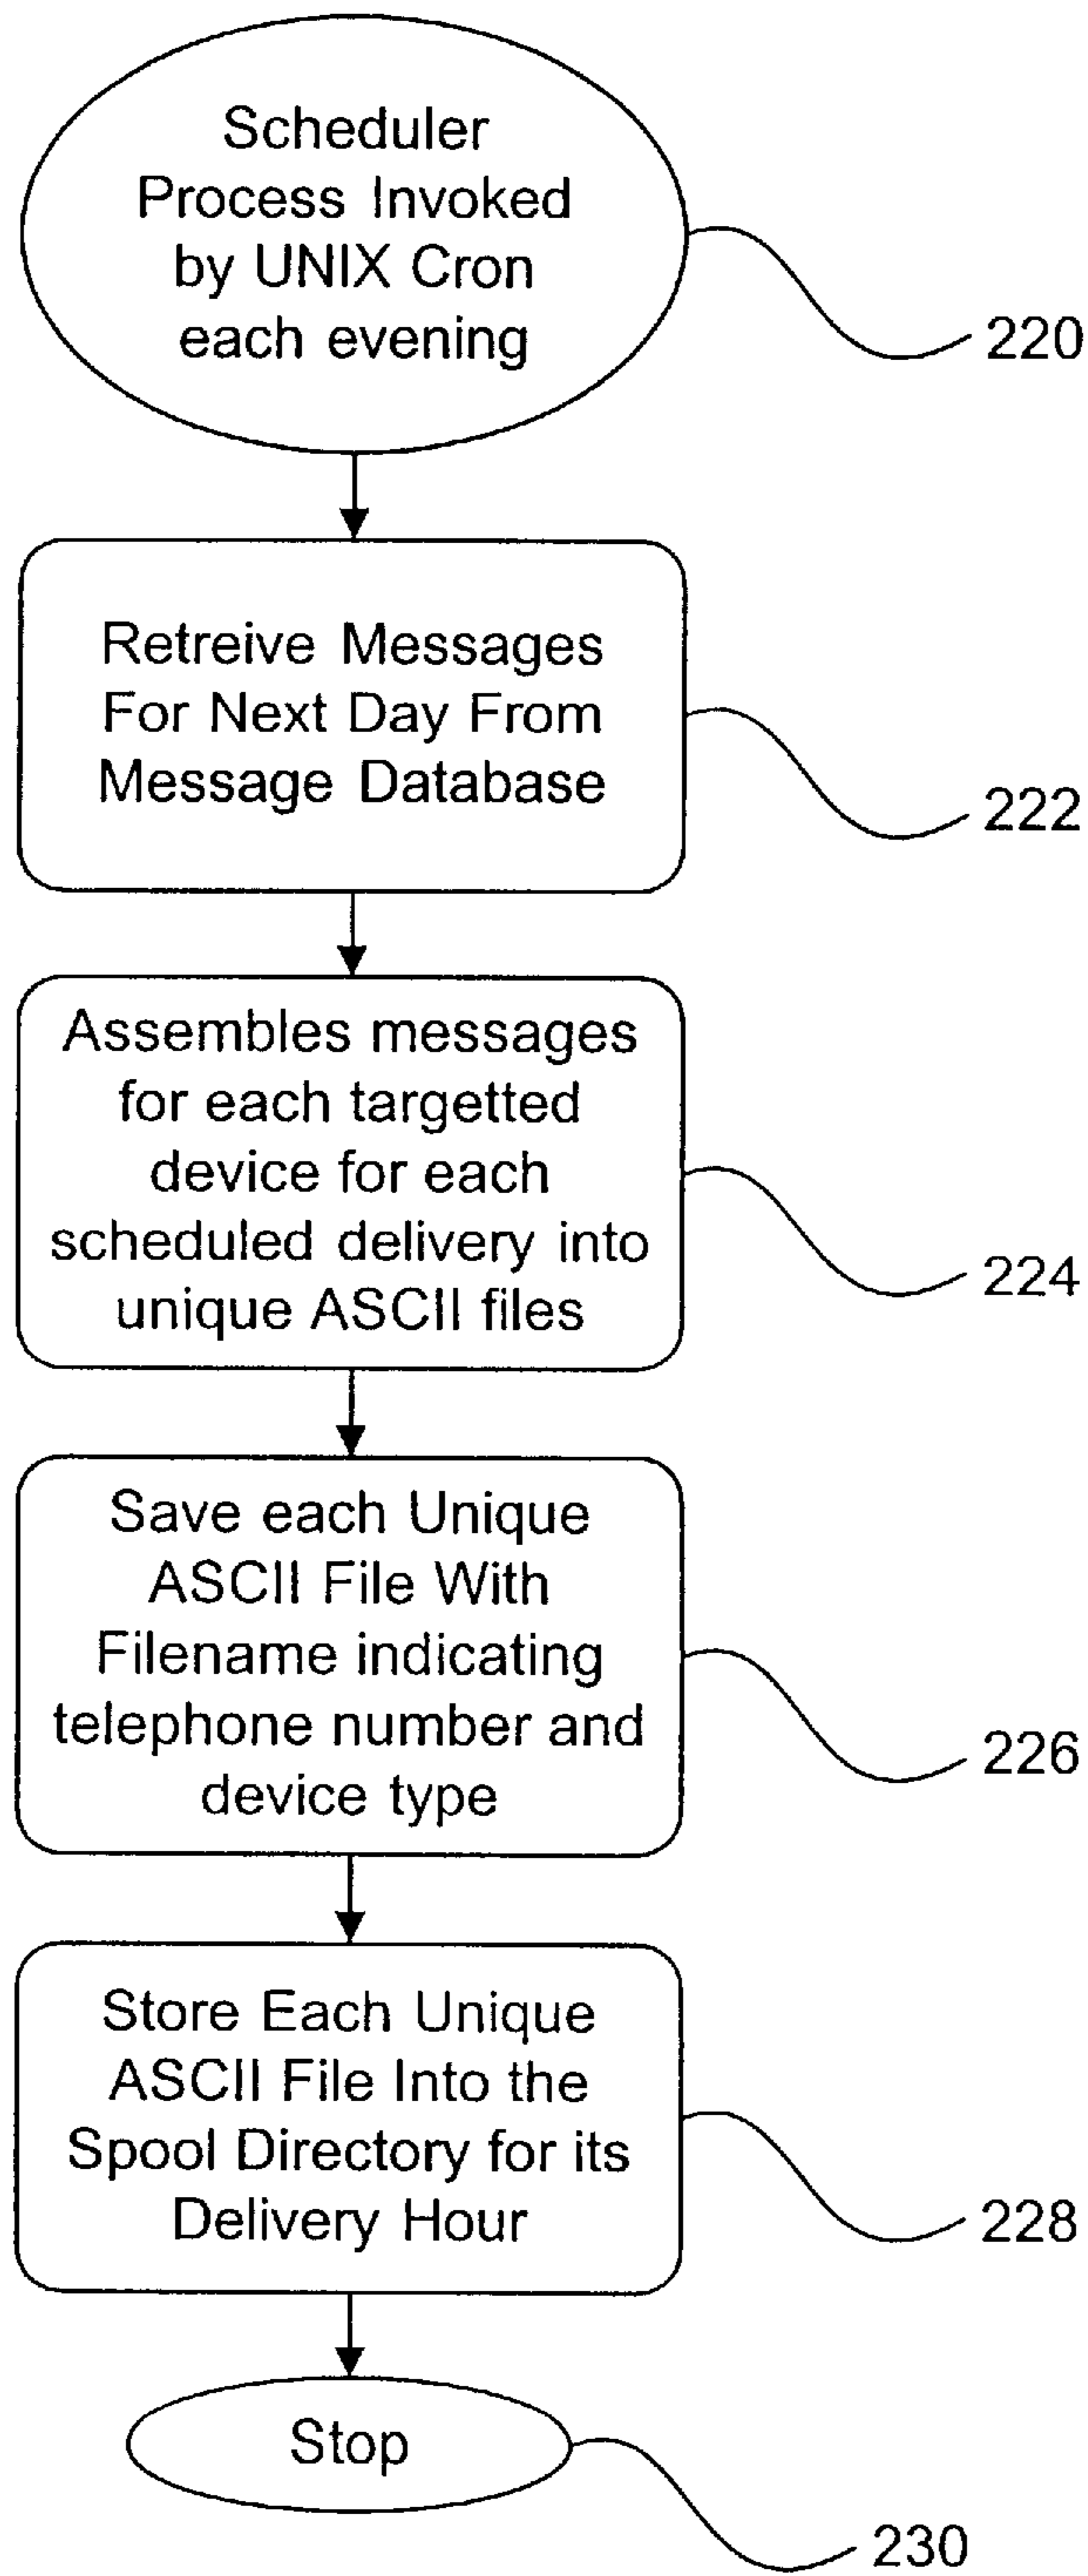 Scheduler
Process Invoked
by UNIX Cron
each evening
220
Retreive Messages
For Next Day From
Message Database
222
Assembles messages
for each targetted
device for each
scheduled delivery into
unique ASCII files
224
Save each Unique
ASCII File With
Filename indicating
telephone number and
device type
226
Store Each Unique
ASCII File Into the
Spool Directory for its
Delivery Hour
228
Stop
230